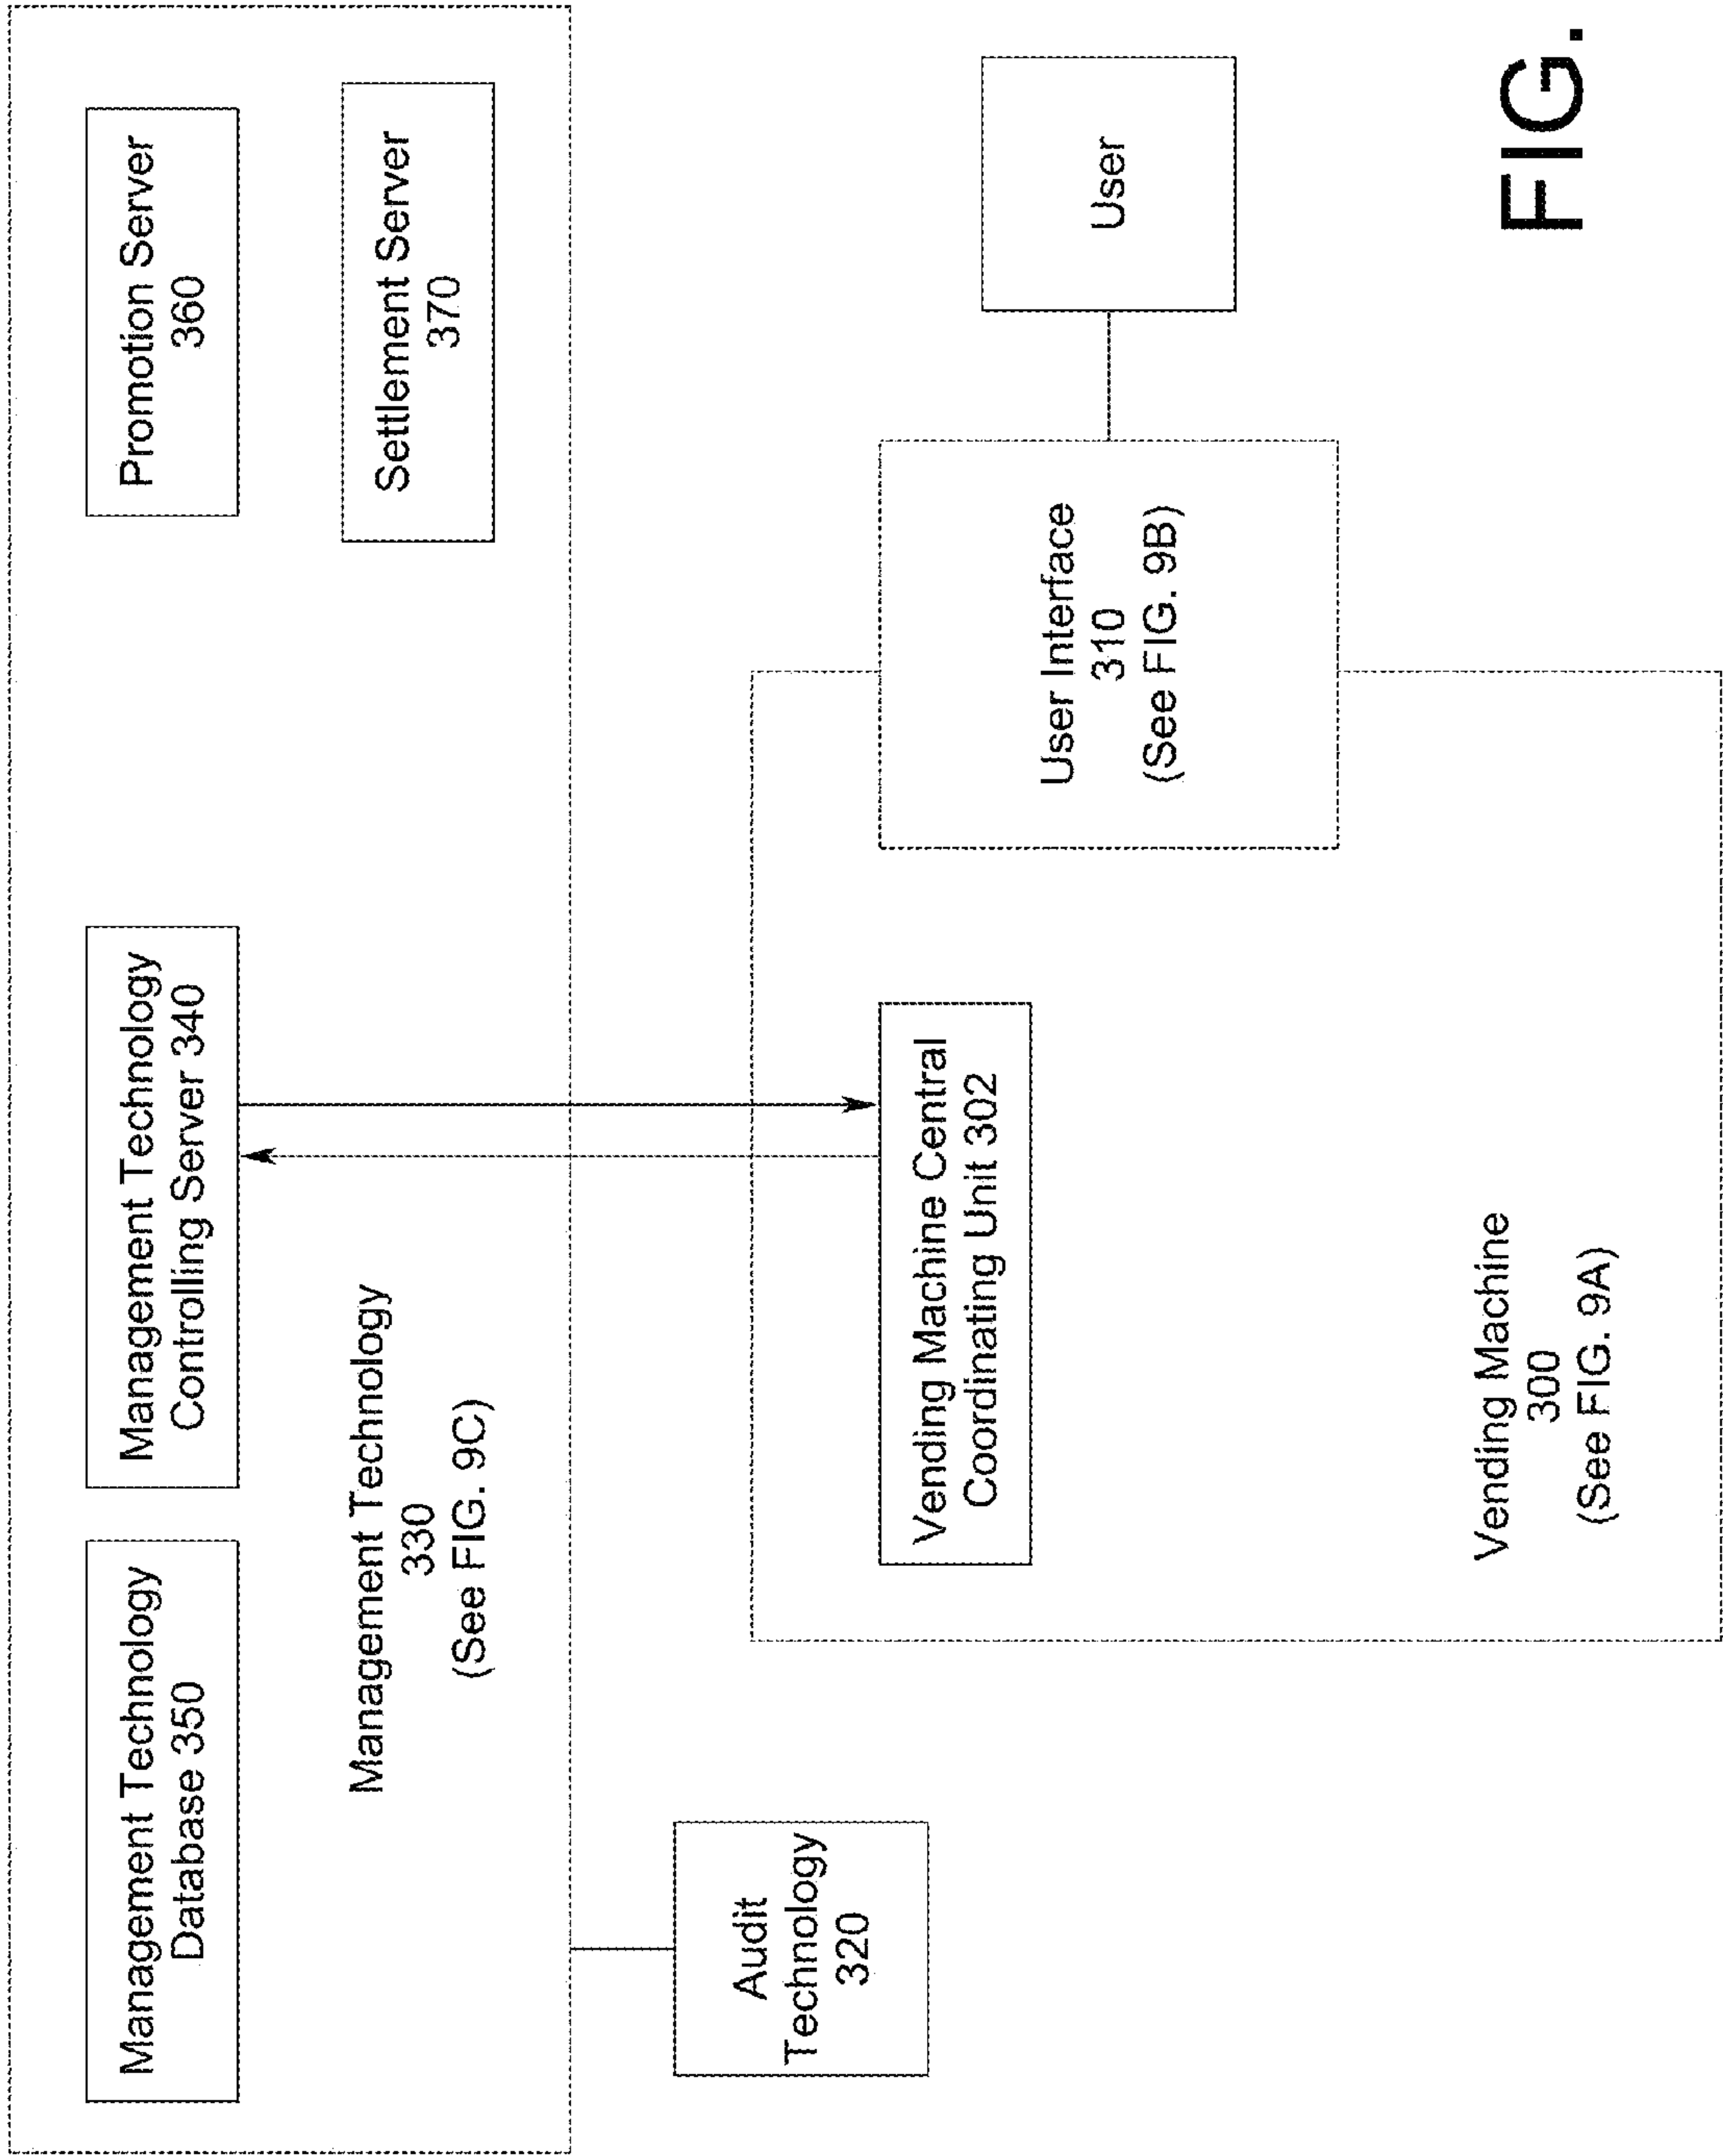 Management Technology
Database 350
Management Technology
Controlling Server 340
Promotion Server
360
Settlement Server
370
Management Technology
330
(See FIG. 9C)
Audit
Technology
320
Vending Machine Central
Coordinating Unit 302
User Interface
310
(See FIG. 9B)
User
Vending Machine
300
(See FIG. 9A)
FIG.